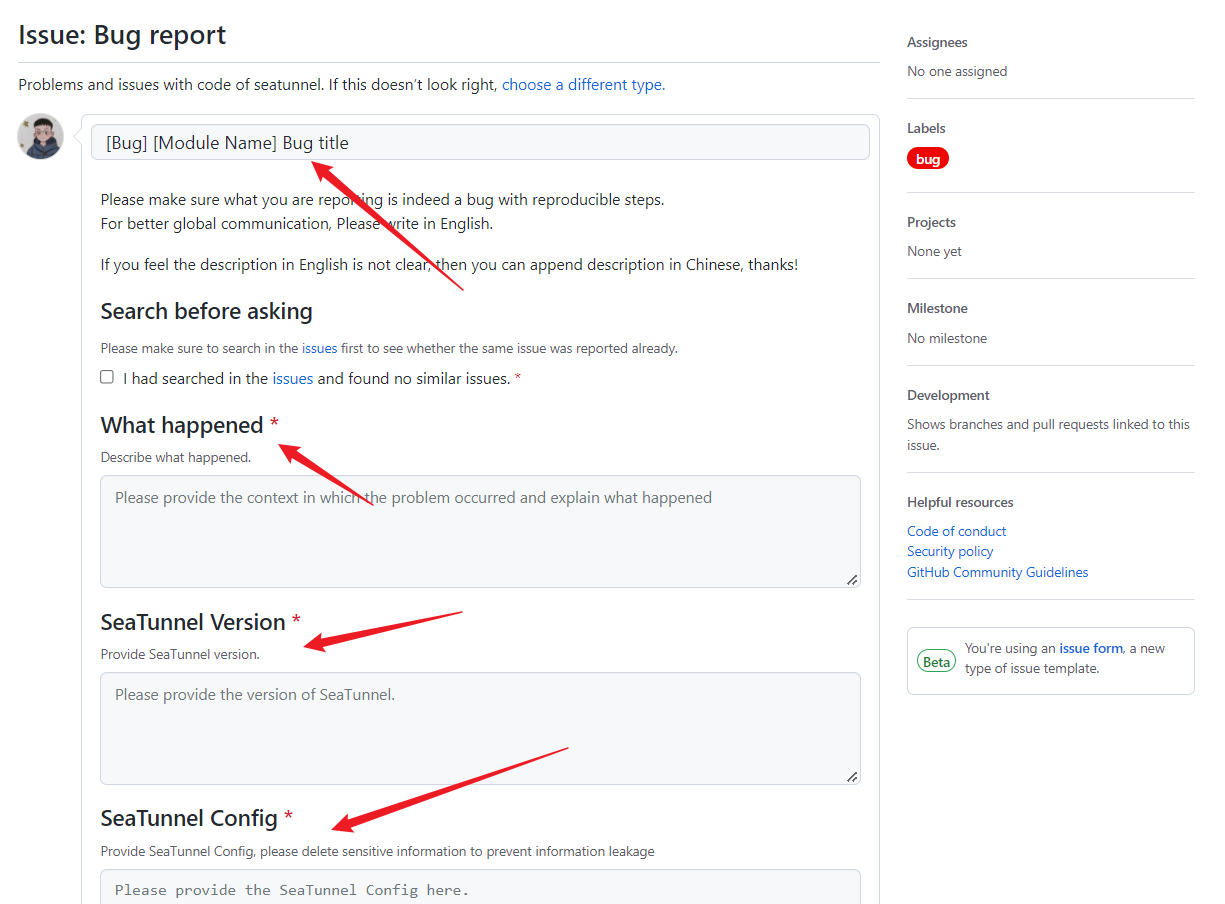 Issue: Bug report
Problems and issues with code of seatunnel. If this doesn't look right, choose a different type.
[Bug] [Module Name] Bug title
Please make sure what you are reporting is indeed a bug with reproducible steps.
For better global communication, Please write in English.
If you feel the description in English is not clear, then you can append description in Chinese, thanks!
Search before asking
Please make sure to search in the issues first to see whether the same issue was reported already.
I had searched in the issues and found no similar issues. *
What happened *
Describe what happened.
Please provide the context in which the problem occurred and explain what happened
SeaTunnel Version *
Provide SeaTunnel version.
Please provide the version of SeaTunnel.
SeaTunnel Config *
Provide SeaTunnel Config, please delete sensitive information to prevent information leakage
Please provide the SeaTunnel Config here.
Assignees
No one assigned
Labels
bug
Projects
None yet
Milestone
No milestone
Development
Shows branches and pull requests linked to this
issue.
Helpful resources
Code of conduct
Security policy
GitHub Community Guidelines
Beta
You're using an issue form, a new
type of issue template.